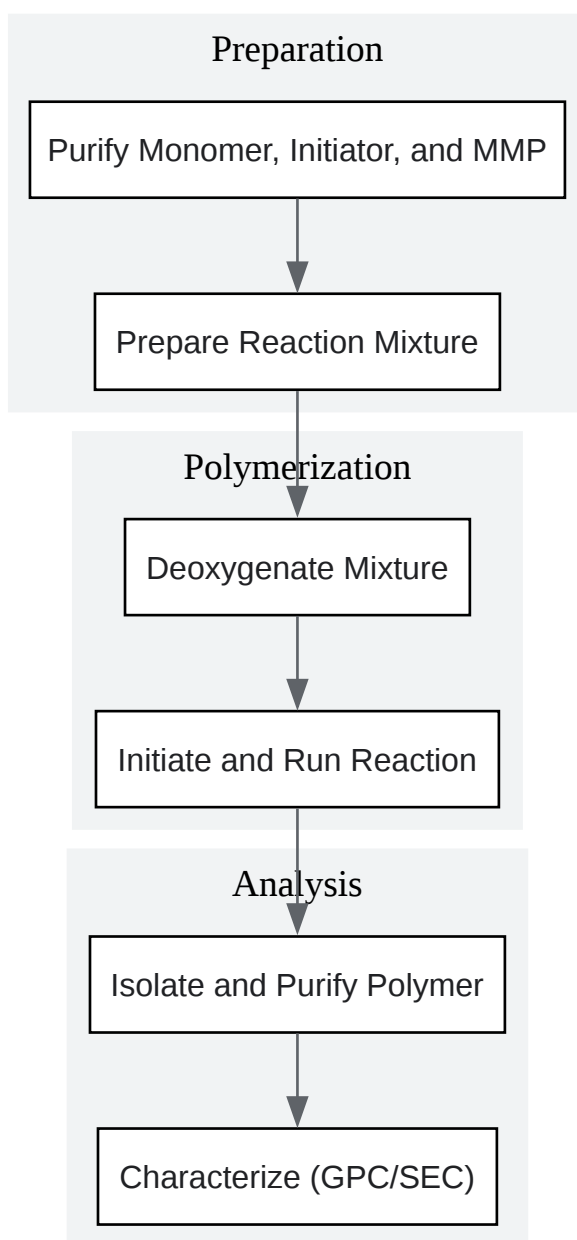 Preparation
Purify Monomer, Initiator, and MMP
Prepare Reaction Mixture
Polymerization
Deoxygenate Mixture
Initiate and Run Reaction
Analysis
Isolate and Purify Polymer
Characterize (GPC/SEC)